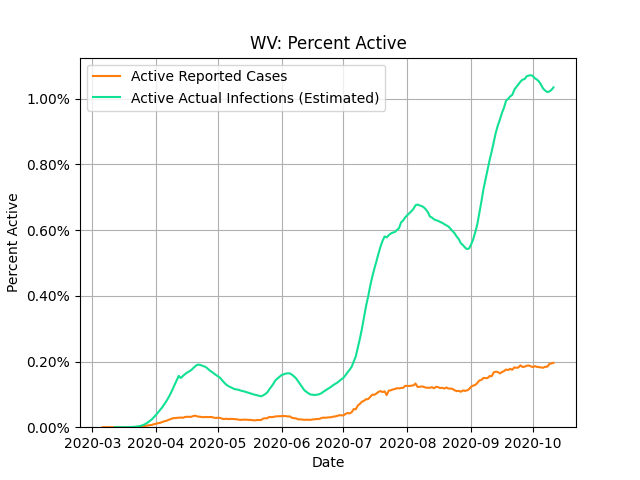 WV: Percent Active
Active Reported Cases
Active Actual Infections (Estimated)
Percent Active
1.00%
0.80%
0.60%
0.40%
0.20%
0.00%
2020-03 2020-04 2020-05 2020-06 2020-07 2020-08 2020-09 2020-10
Date